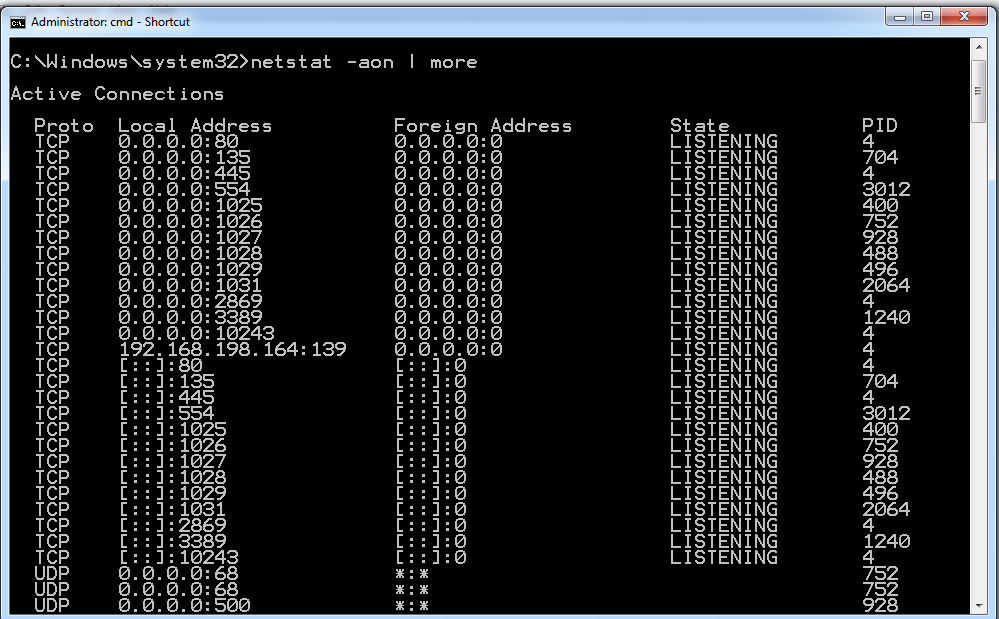 Administrator: cmd - Shortcut
C:\Windows\system32>netstat -aon | more
Active Connections
Proto  Local Address          Foreign Address        State           PID
TCP    0.0.0.0:80             0.0.0.0:0              LISTENING       4
TCP    0.0.0.0:135            0.0.0.0:0              LISTENING       704
TCP    0.0.0.0:445            0.0.0.0:0              LISTENING       4
TCP    0.0.0.0:554            0.0.0.0:0              LISTENING       3012
TCP    0.0.0.0:1025           0.0.0.0:0              LISTENING       400
TCP    0.0.0.0:1026           0.0.0.0:0              LISTENING       752
TCP    0.0.0.0:1027           0.0.0.0:0              LISTENING       928
TCP    0.0.0.0:1028           0.0.0.0:0              LISTENING       488
TCP    0.0.0.0:1029           0.0.0.0:0              LISTENING       496
TCP    0.0.0.0:1031           0.0.0.0:0              LISTENING       2064
TCP    0.0.0.0:2869           0.0.0.0:0              LISTENING       4
TCP    0.0.0.0:3389           0.0.0.0:0              LISTENING       1240
TCP    0.0.0.0:10243          0.0.0.0:0              LISTENING       4
TCP    192.168.198.164:139    0.0.0.0:0              LISTENING       4
TCP    [::]:80                [::]:0                 LISTENING       4
TCP    [::]:135               [::]:0                 LISTENING       704
TCP    [::]:445               [::]:0                 LISTENING       4
TCP    [::]:554               [::]:0                 LISTENING       3012
TCP    [::]:1025              [::]:0                 LISTENING       400
TCP    [::]:1026              [::]:0                 LISTENING       752
TCP    [::]:1027              [::]:0                 LISTENING       928
TCP    [::]:1028              [::]:0                 LISTENING       488
TCP    [::]:1029              [::]:0                 LISTENING       496
TCP    [::]:1031              [::]:0                 LISTENING       2064
TCP    [::]:2869              [::]:0                 LISTENING       4
TCP    [::]:3389              [::]:0                 LISTENING       1240
TCP    [::]:10243             [::]:0                 LISTENING       4
UDP    0.0.0.0:68             *:*                                    752
UDP    0.0.0.0:68             *:*                                    752
UDP    0.0.0.0:500            *:*                                    928